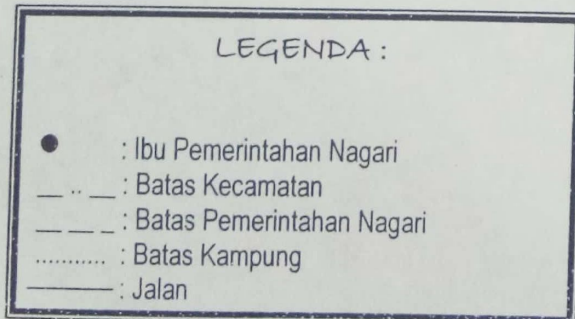 LEGENDA :
: Ibu Pemerintahan Nagari
: Batas Kecamatan
: Batas Pemerintahan Nagari
: Batas Kampung
: Jalan